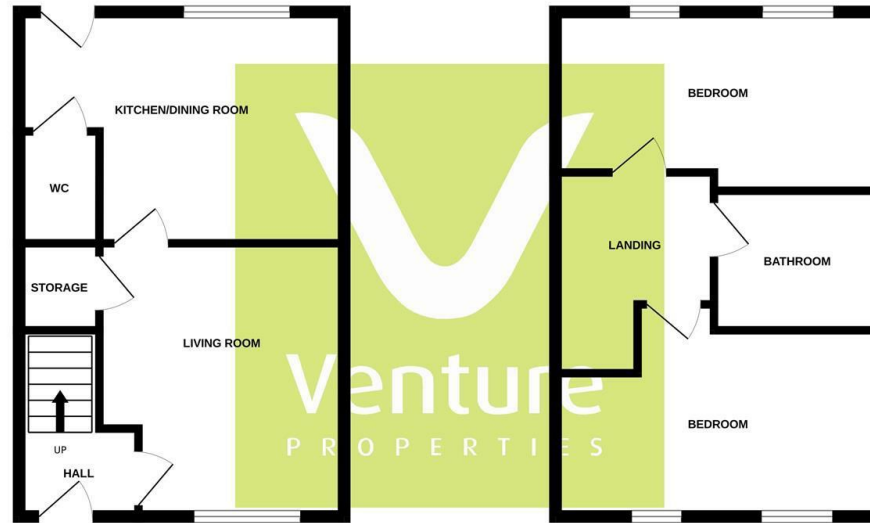 KITCHEN/DINING ROOM
WC
STORAGE
LIVING ROOM
UP
HALL
BEDROOM
LANDING
BATHROOM
BEDROOM
Venture
PROPERTIES